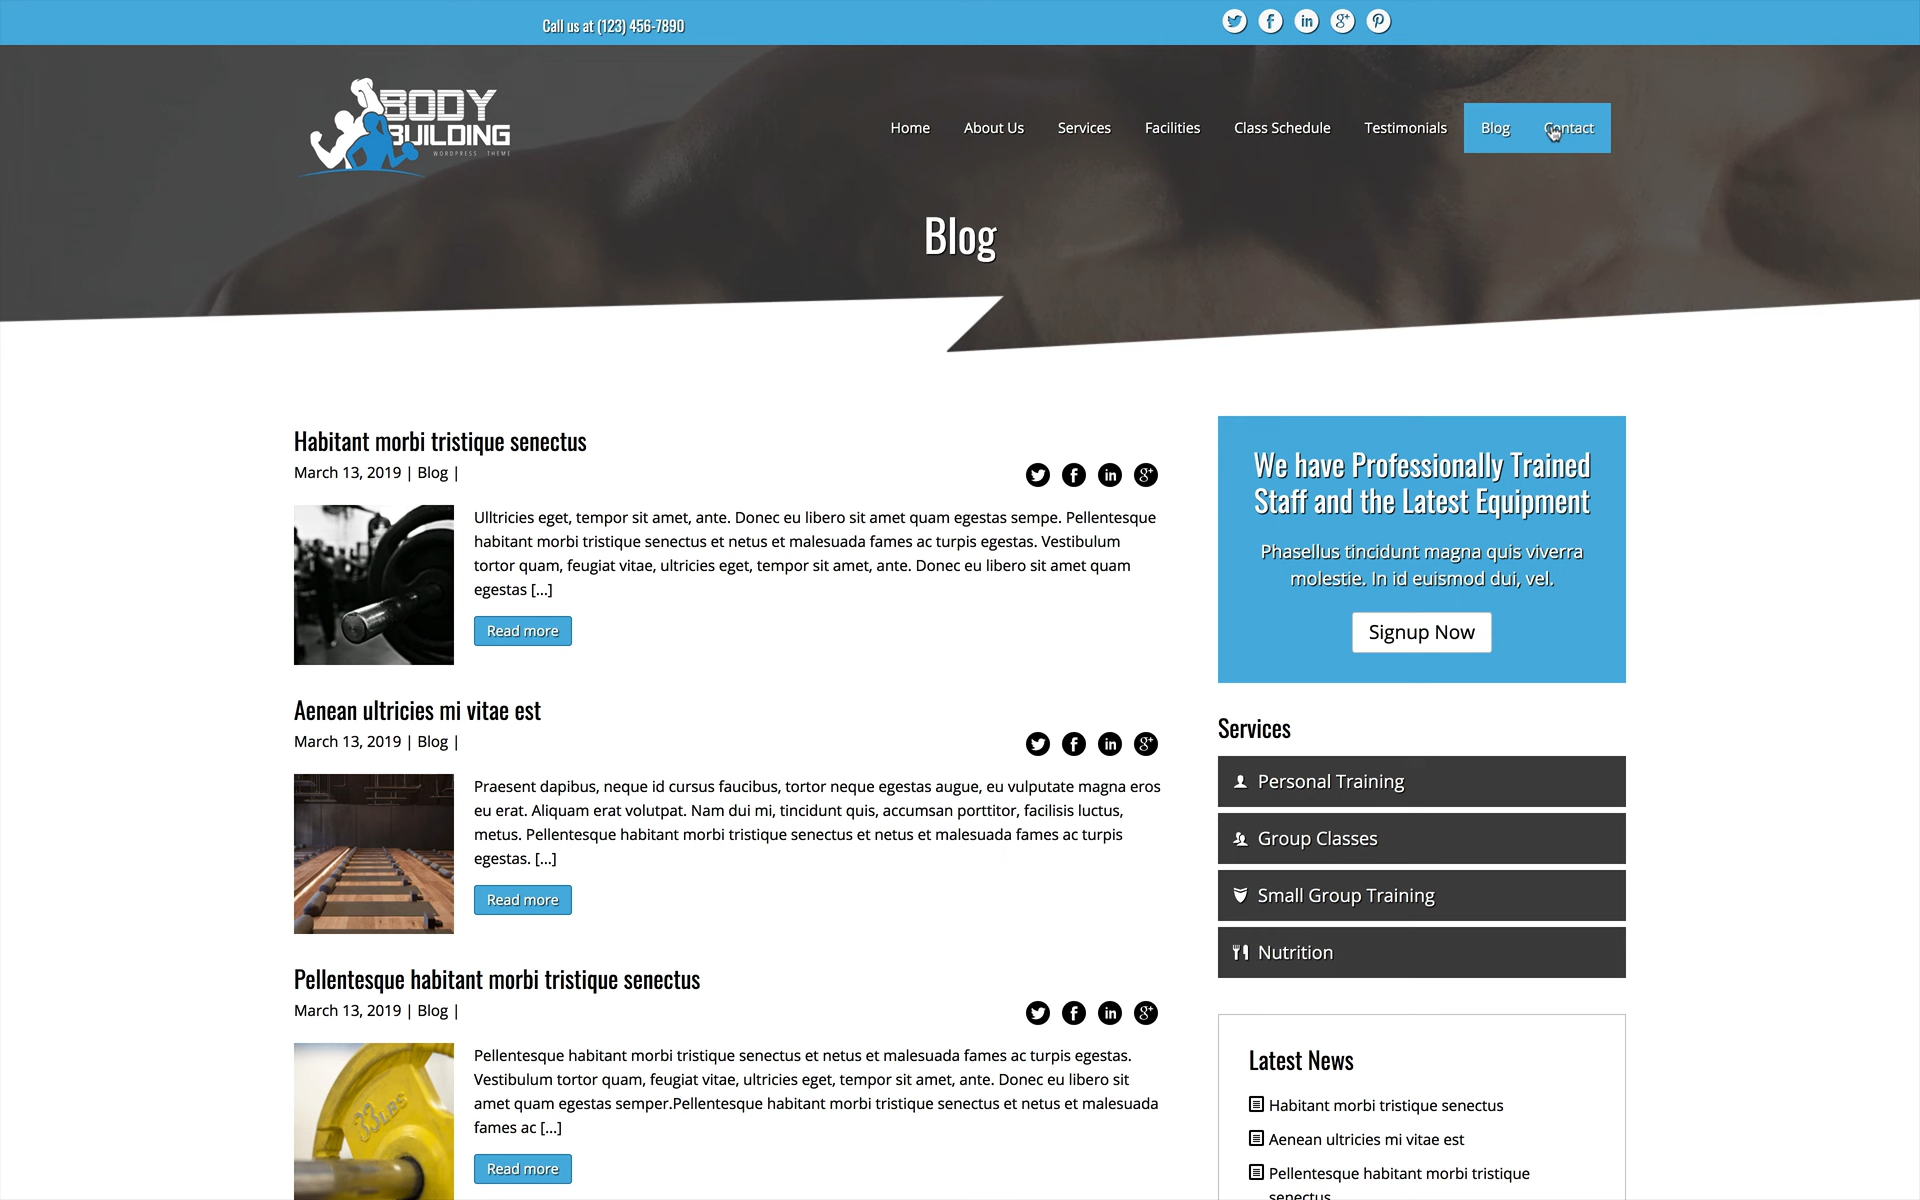 Call us at (123) 456-7890
BODY
BUILDING
WORDPRESS THEME
Home About Us Services Facilities Class Schedule Testimonials Blog Contact
Blog
Habitant morbi tristique senectus
March 13, 2019 | Blog |
Ulltricies eget, tempor sit amet, ante. Donec eu libero sit amet quam egestas sempe. Pellentesque
habitant morbi tristique senectus et netus et malesuada fames ac turpis egestas. Vestibulum
tortor quam, feugiat vitae, ultricies eget, tempor sit amet, ante. Donec eu libero sit amet quam
egestas [...]
Read more
Aenean ultricies mi vitae est
March 13, 2019 | Blog |
Praesent dapibus, neque id cursus faucibus, tortor neque egestas augue, eu vulputate magna eros
eu erat. Aliquam erat volutpat. Nam dui mi, tincidunt quis, accumsan porttitor, facilisis luctus,
metus. Pellentesque habitant morbi tristique senectus et netus et malesuada fames ac turpis
egestas. [...]
Read more
Pellentesque habitant morbi tristique senectus
March 13, 2019 | Blog |
33 LBS
Pellentesque habitant morbi tristique senectus et netus et malesuada fames ac turpis egestas.
Vestibulum tortor quam, feugiat vitae, ultricies eget, tempor sit amet, ante. Donec eu libero sit
amet quam egestas semper.Pellentesque habitant morbi tristique senectus et netus et malesuada
fames ac [...]
Read more
We have Professionally Trained
Staff and the Latest Equipment
Phasellus tincidunt magna quis viverra
molestie. In id euismod dui, vel.
Signup Now
Services
Personal Training
Group Classes
Small Group Training
Nutrition
Latest News
Habitant morbi tristique senectus
Aenean ultricies mi vitae est
Pellentesque habitant morbi tristique
senectus